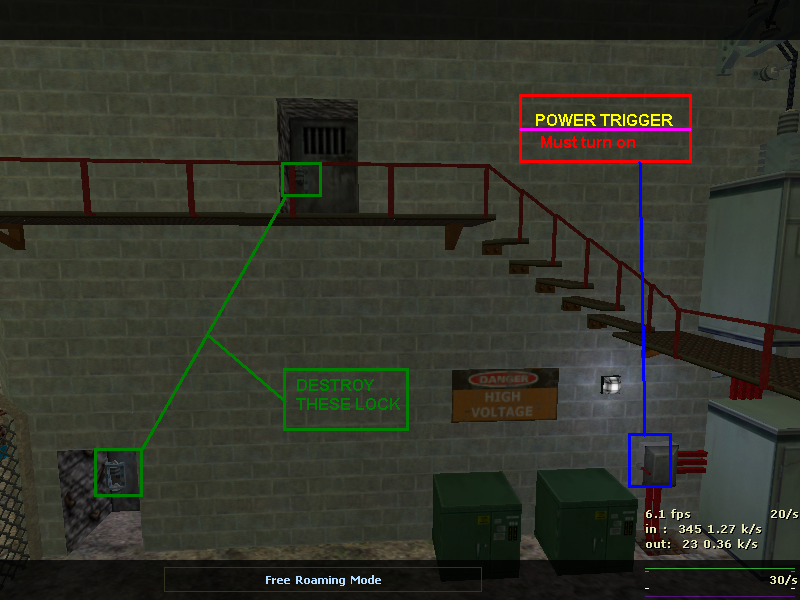 POWER TRIGGER
Must turn on
DESTROY
THESE LOCK
DANGER
HIGH
VOLTAGE
6.1 fps 20/s
in : 345 1.27 k/s
out: 23 0.36 k/s
Free Roaming Mode
30/s